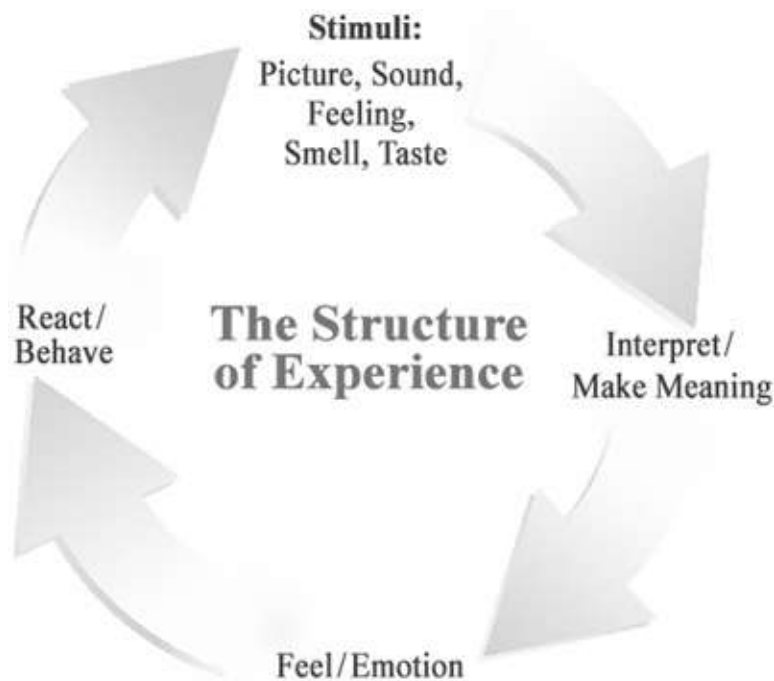 Stimuli:
Picture, Sound,
Feeling,
Smell, Taste
React/
Behave
The Structure
of Experience
Interpret/
Make Meaning
Feel/Emotion